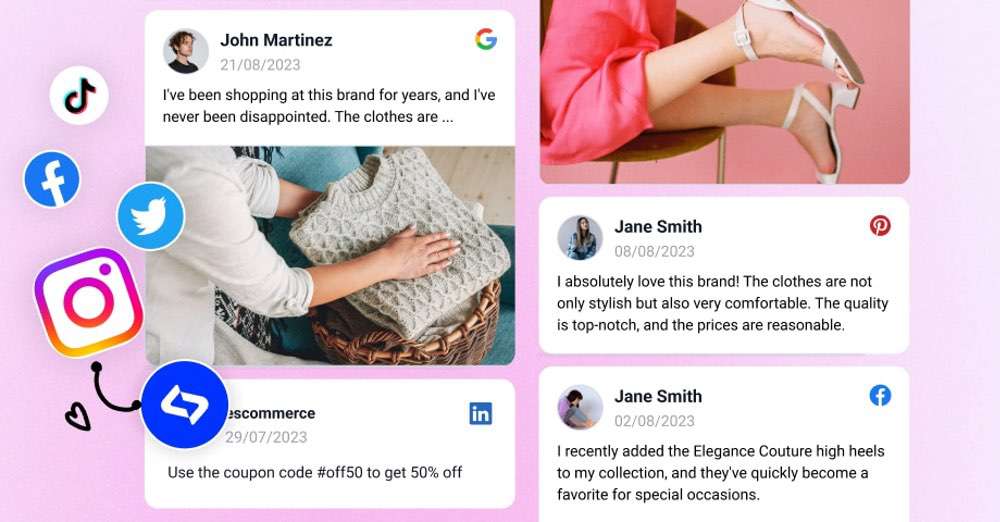 John Martinez
21/08/2023
I've been shopping at this brand for years, and I've
never been disappointed. The clothes are ...
escommerce
29/07/2023
Use the coupon code #off50 to get 50% off
Jane Smith
08/08/2023
I absolutely love this brand! The clothes are not
only stylish but also very comfortable. The quality
is top-notch, and the prices are reasonable.
Jane Smith
02/08/2023
I recently added the Elegance Couture high heels
to my collection, and they've quickly become a
favorite for special occasions.